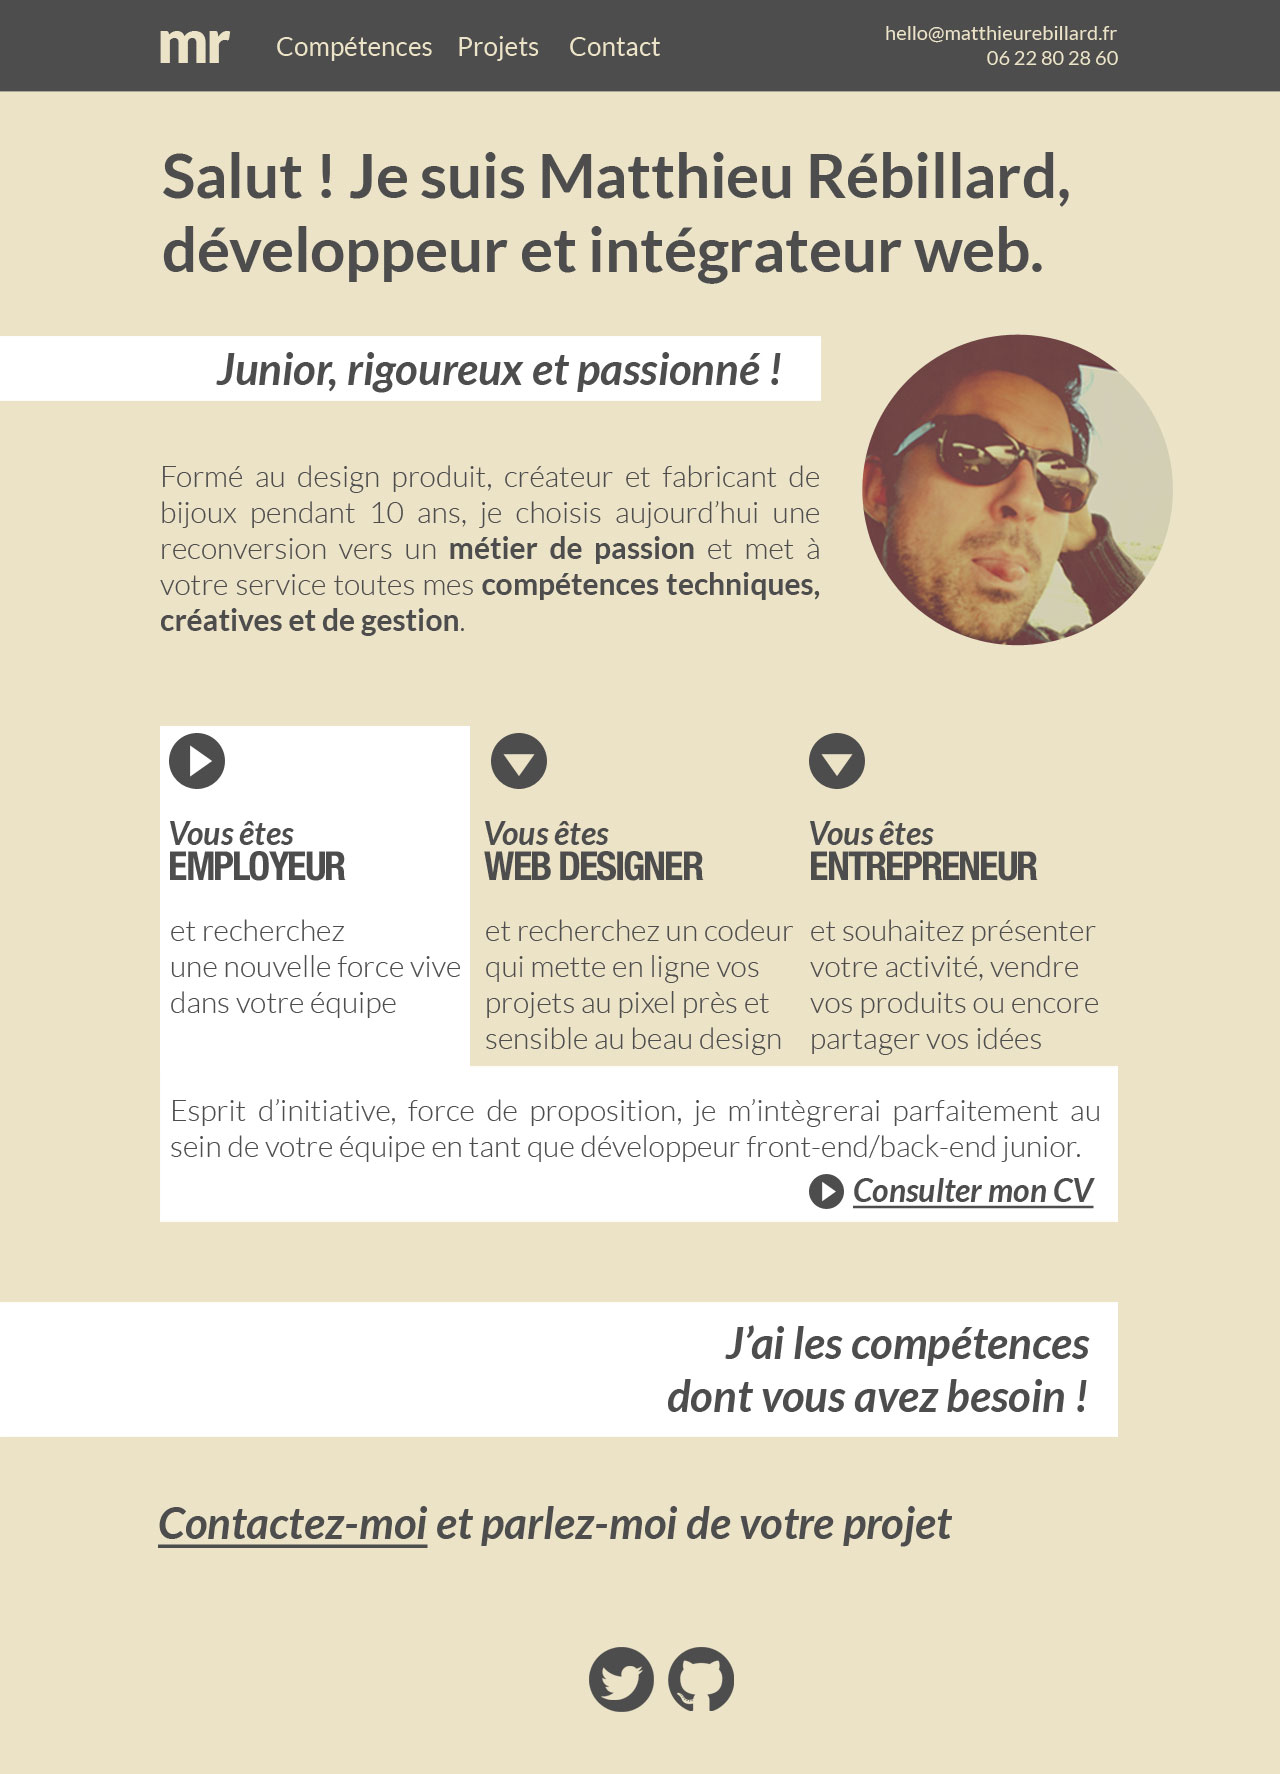 mr
Compétences Projets Contact
hello@matthieurebillard.fr
06 22 80 28 60
Salut ! Je suis Matthieu Rébillard,
développeur et intégrateur web.
Junior, rigoureux et passionné !
Formé au design produit, créateur et fabricant de
bijoux pendant 10 ans, je choisis aujourd’hui une
reconversion vers un métier de passion et met à
votre service toutes mes compétences techniques,
créatives et de gestion.
Vous êtes
EMPLOYEUR
et recherchez
une nouvelle force vive
dans votre équipe
Vous êtes
WEB DESIGNER
et recherchez un codeur
qui mette en ligne vos
projets au pixel près et
sensible au beau design
Vous êtes
ENTREPRENEUR
et souhaitez présenter
votre activité, vendre
vos produits ou encore
partager vos idées
Esprit d’initiative, force de proposition, je m’intègrerai parfaitement au
sein de votre équipe en tant que développeur front-end/back-end junior.
Consulter mon CV
J’ai les compétences
dont vous avez besoin !
Contactez-moi et parlez-moi de votre projet